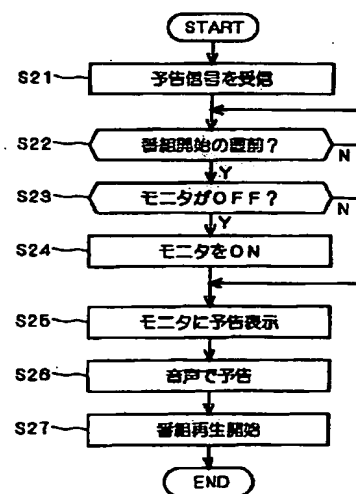 START
S21 予告信号を受信
S22 番組開始の直前?
N
Y
S23 モニタがOFF?
N
Y
S24 モニタをON
S25 モニタに予告表示
S26 音声で予告
S27 番組再生開始
END